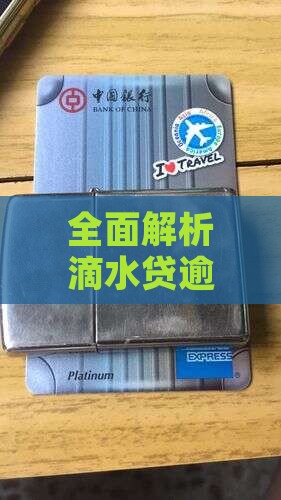 中国银行
BANK OF CHINA
I TRAVEL
全面解析
滴水贷逾
Platinum
EXPRESS